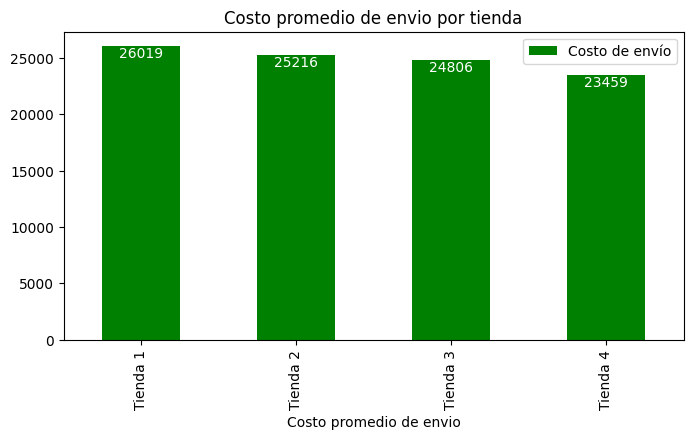 Costo promedio de envio por tienda
Costo de envío
26019
25216
24806
23459
25000
20000
15000
10000
5000
0
Tienda 1
Tienda 2
Tienda 3
Tienda 4
Costo promedio de envio